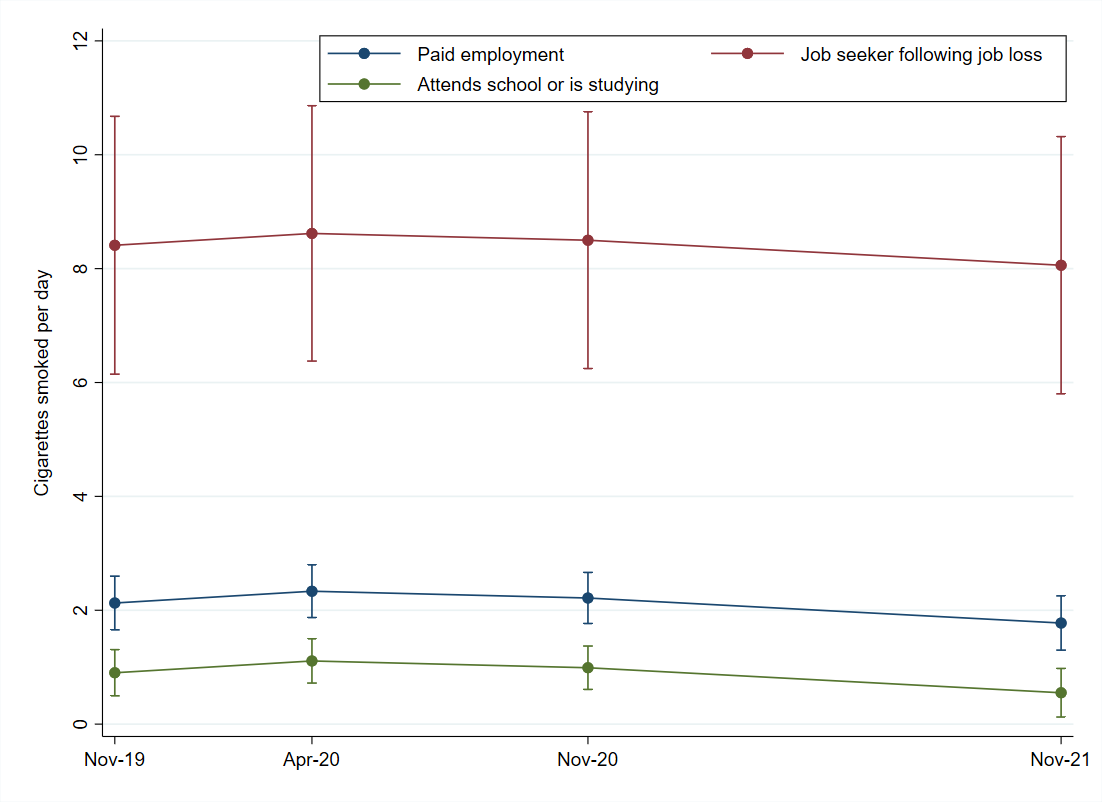 Paid employment
Job seeker following job loss
Attends school or is studying
Cigarettes smoked per day
12
10
8
6
4
2
0
Nov-19
Apr-20
Nov-20
Nov-21